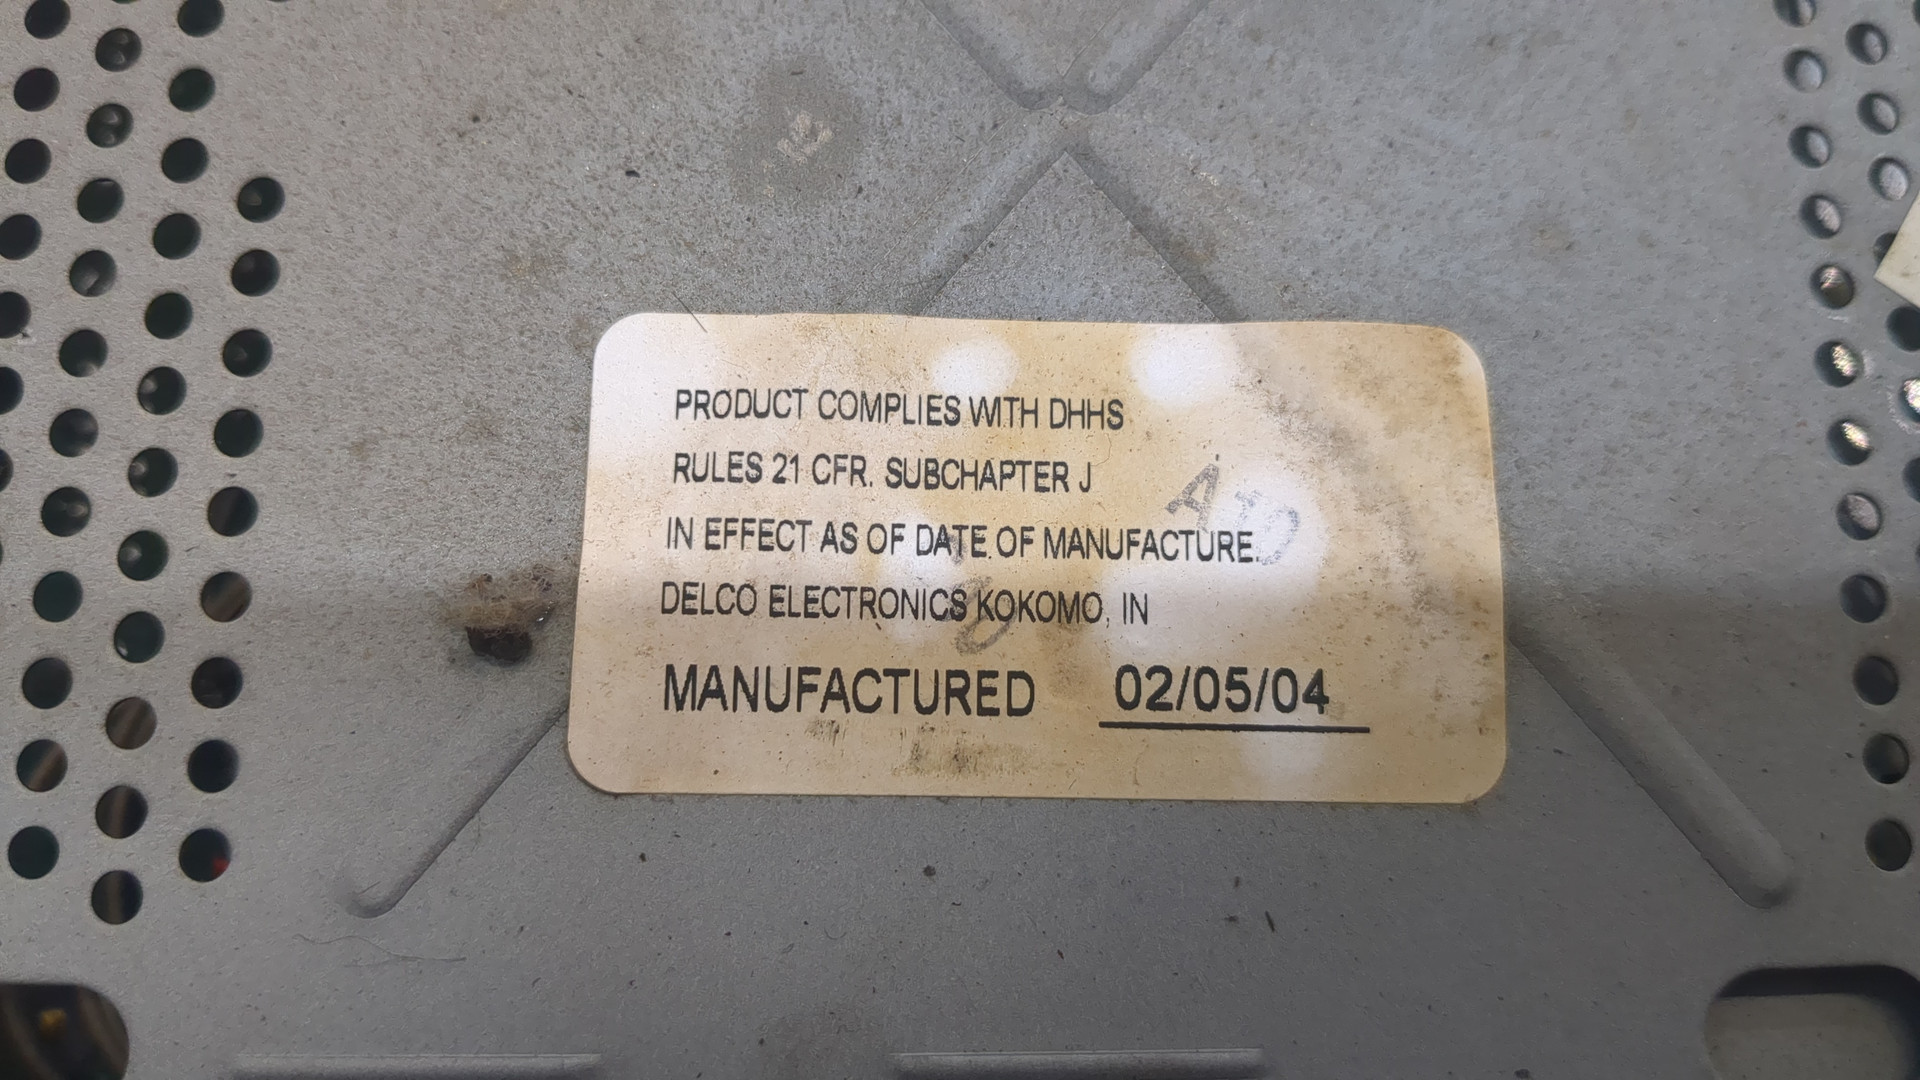 PRODUCT COMPLIES WITH DHHS
RULES 21 CFR. SUBCHAPTER J
IN EFFECT AS OF DATE OF MANUFACTURE.
DELCO ELECTRONICS KOKOMO, IN
MANUFACTURED 02/05/04